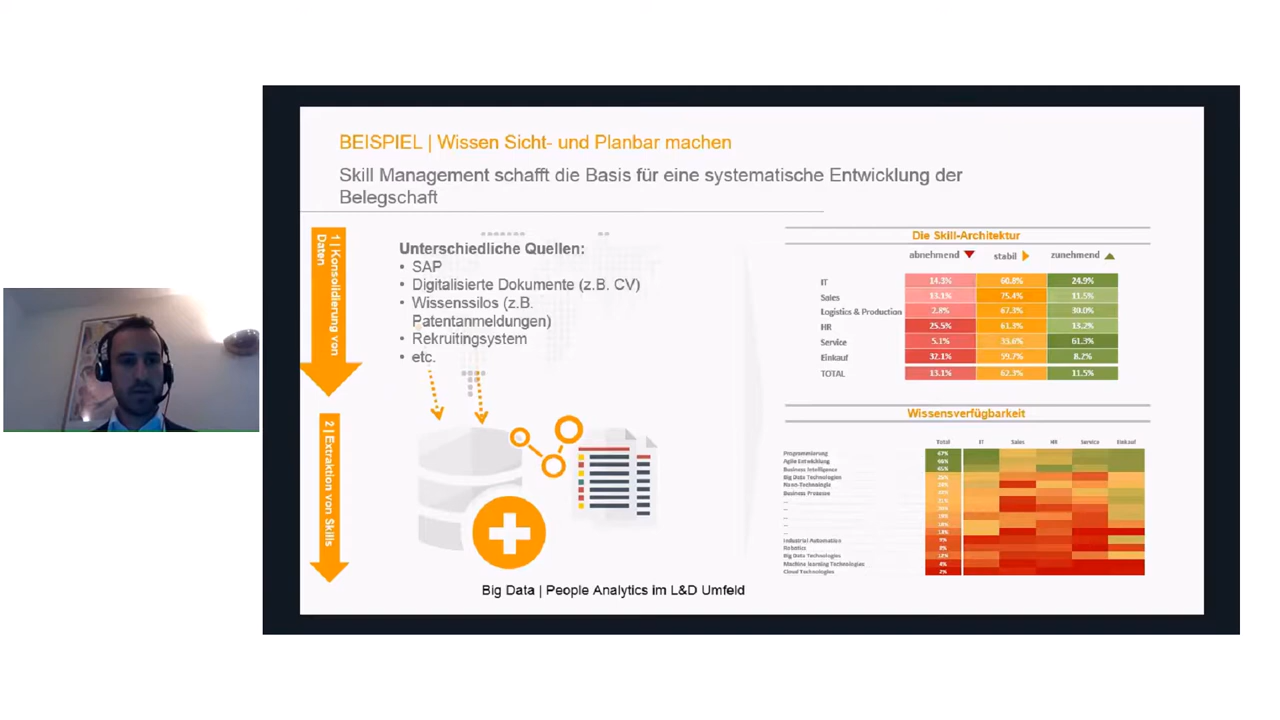 BEISPIEL | Wissen Sicht- und Planbar machen
Skill Management schafft die Basis für eine systematische Entwicklung der
Belegschaft
1 | Konsolidierung von
Daten
Unterschiedliche Quellen:
• SAP
• Digitalisierte Dokumente (z.B. CV)
• Wissenssilos (z.B.
Patentanmeldungen)
• Rekruitingsystem
• etc.
2 | Extraktion von Skills
Big Data | People Analytics im L&D Umfeld
Die Skill-Architektur
abnehmend stabil zunehmend
IT 14.3% 60.8% 24.9%
Sales 13.1% 75.4% 11.5%
Logistics & Production 2.8% 67.3% 30.0%
HR 25.5% 61.3% 13.2%
Service 5.1% 61.3%
Einkauf 32.1% 59.7% 8.2%
TOTAL 13.1% 62.3% 11.5%
Wissensverfügbarkeit
Total IT Sales HR Service Einkauf
Programmierung 67%
Agile Entwicklung
Business Intelligence
Big Data Technologies
Nano-Technologie
Business Prozesse
Industrial Automation
Robotics
Big Data Technologies
Machine learning Technologies
Cloud Technologies